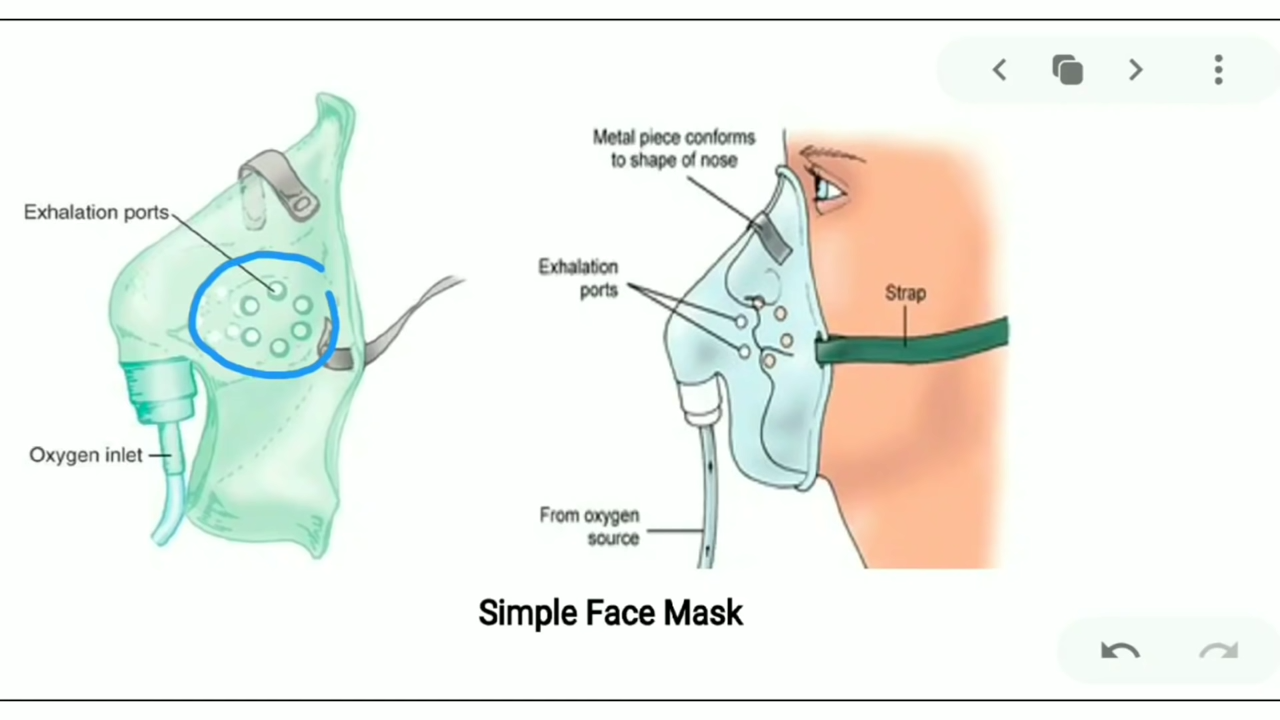 Exhalation ports
Oxygen inlet
Metal piece conforms
to shape of nose
Exhalation
ports
Strap
From oxygen
source
Simple Face Mask